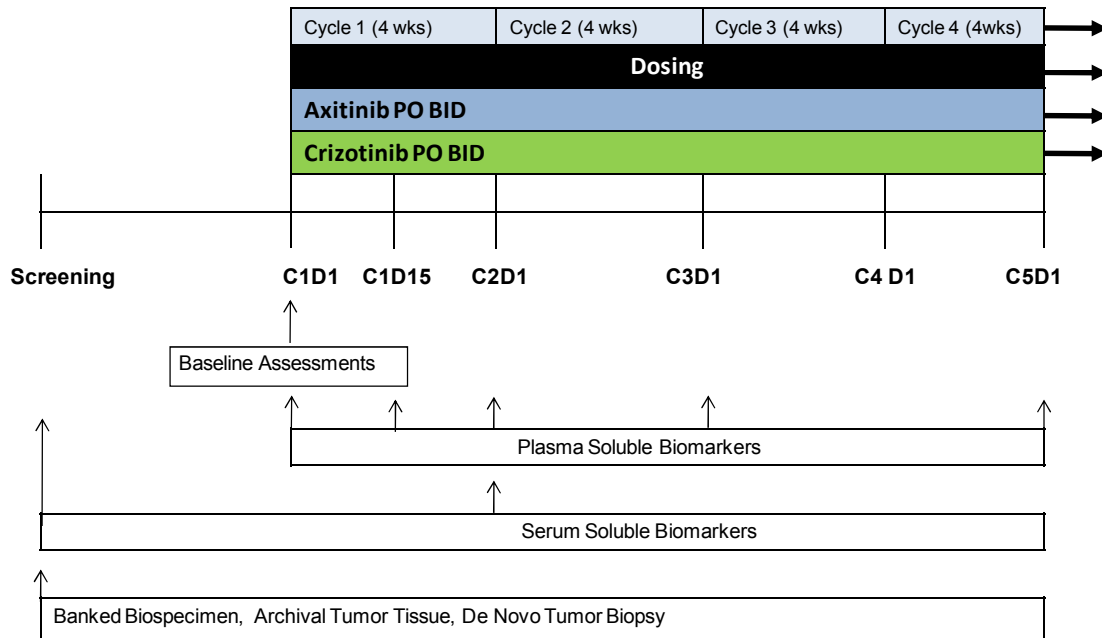 Cycle 1 (4 wks) Cycle 2 (4 wks) Cycle 3 (4 wks) Cycle 4 (4wks)
Dosing
Axitinib PO BID
Crizotinib PO BID
Screening C1D1 C1D15 C2D1 C3D1 C4 D1 C5D1
Baseline Assessments
Plasma Soluble Biomarkers
Serum Soluble Biomarkers
Banked Biospecimen, Archival Tumor Tissue, De Novo Tumor Biopsy